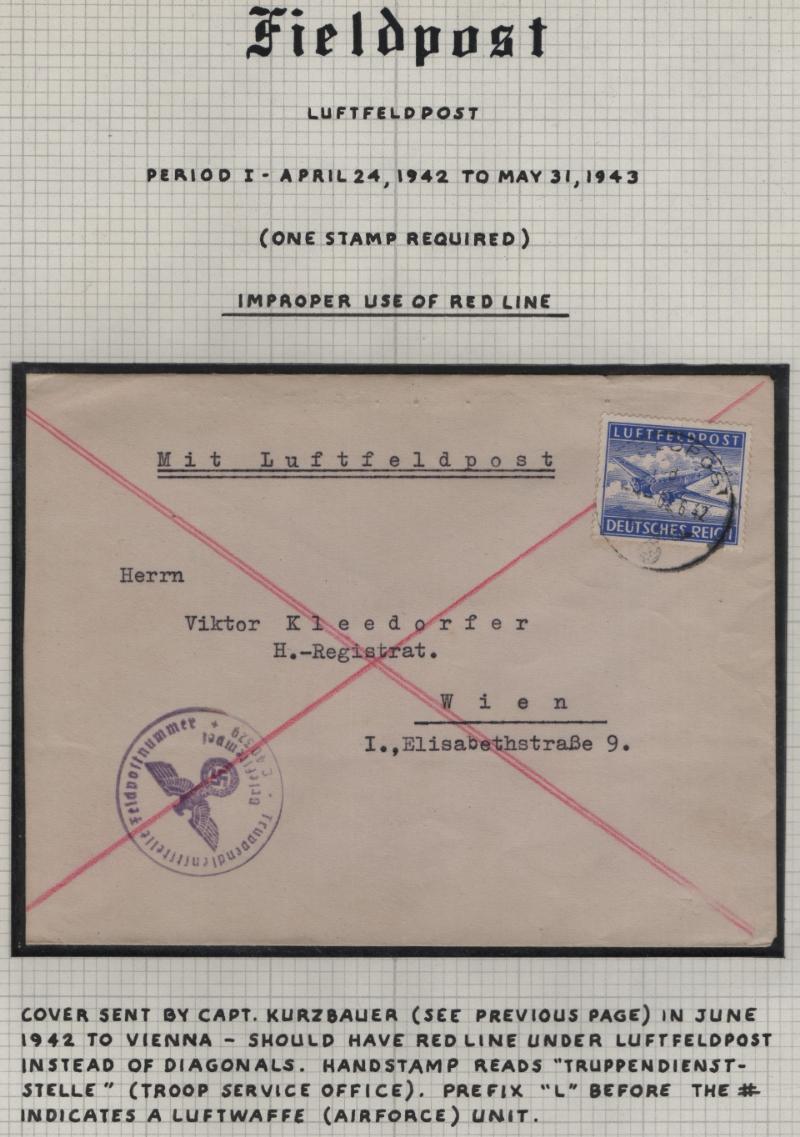 Fieldpost
LUFTFELDPOST
PERIOD I - APRIL 24, 1942 TO MAY 31, 1943
(ONE STAMP REQUIRED)
IMPROPER USE OF RED LINE
LUFTFELDPOST
DEUTSCHES REICH
6 42
Mit Luftfeldpost
Herrn
Viktor Kleedorfer
H.-Registrat.
Wien
I.,Elisabethstraße 9.
Truppendienststelle Feldpostnummer +
Briefstempel
COVER SENT BY CAPT. KURZBAUER (SEE PREVIOUS PAGE) IN JUNE
1942 TO VIENNA - SHOULD HAVE RED LINE UNDER LUFTFELDPOST
INSTEAD OF DIAGONALS. HANDSTAMP READS "TRUPPENDIENST-
STELLE" (TROOP SERVICE OFFICE). PREFIX "L" BEFORE THE #
INDICATES A LUFTWAFFE (AIRFORCE) UNIT.